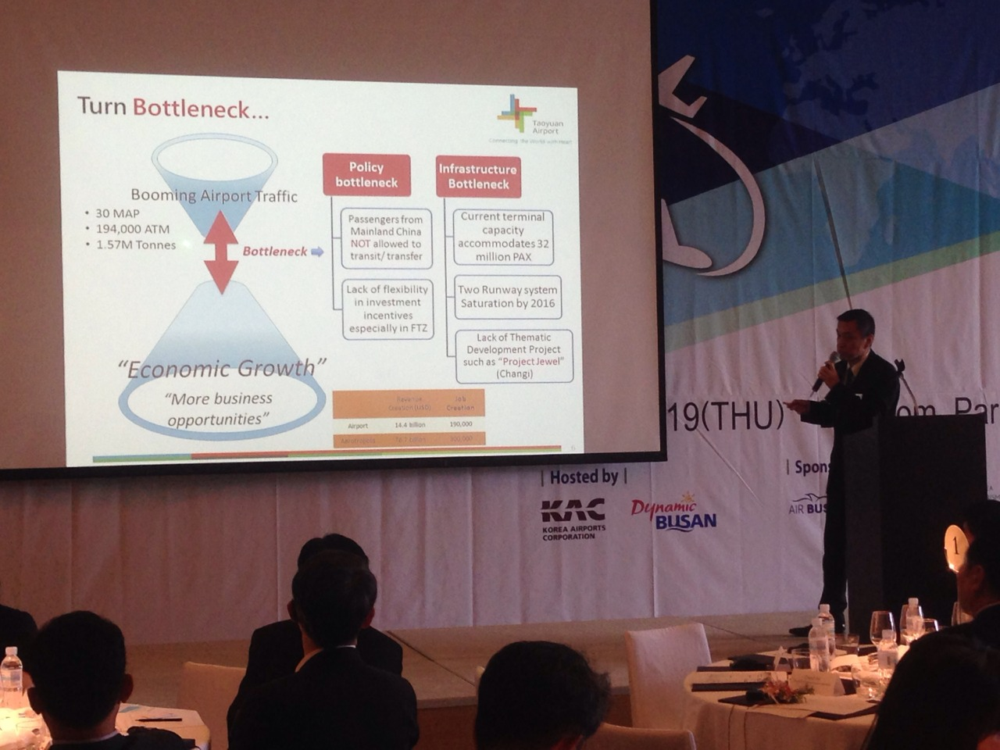 Turn Bottleneck...
Taoyuan
Airport
Connecting the World with Heart
Booming Airport Traffic
• 30 MAP
• 194,000 ATM
• 1.57M Tonnes
Bottleneck
"Economic Growth"
"More business
opportunities"
Policy
bottleneck
Passengers from
Mainland China
NOT allowed to
transit/ transfer
Lack of flexibility
in investment
incentives
especially in FTZ
Infrastructure
Bottleneck
Current terminal
capacity
accommodates 32
million PAX
Two Runway system
Saturation by 2016
Lack of Thematic
Development Project
such as "Project Jewel"
(Changi)
Revenue Job
Creation (USD) Creation
Airport 14.4 billion 190,000
Aerotropolis 300,000
6
19(THU)
om, Par
| Hosted by |
KAC
KOREA AIRPORTS
CORPORATION
Dynamic
BUSAN
| Spons
AIR BUS
1